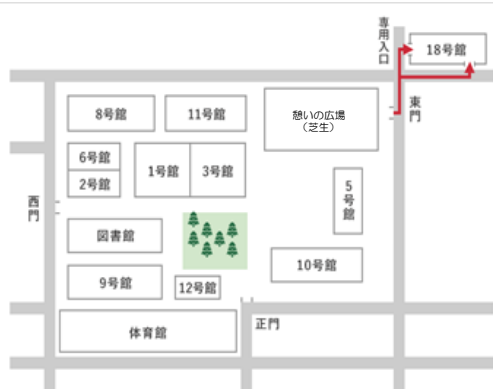 専用入口
18号館
8号館
11号館
憩いの広場
(芝生)
東門
6号館
2号館
1号館
3号館
5号館
西門
図書館
10号館
9号館
12号館
正門
体育館